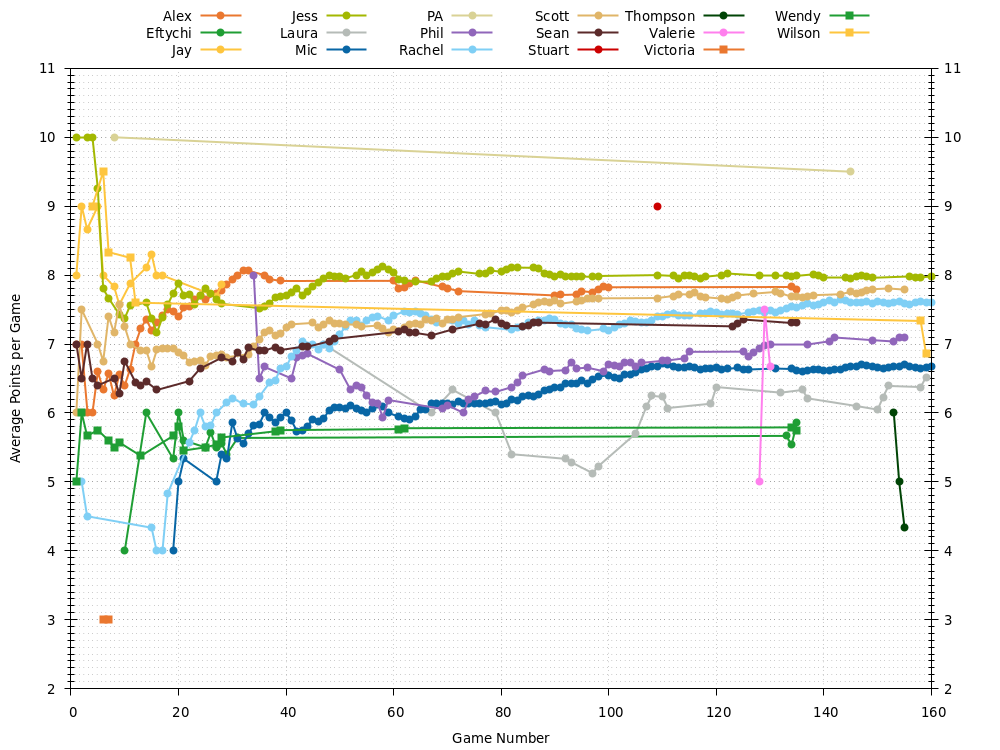 Alex Jess PA Scott Thompson Wendy
Eftychi Laura Phil Sean Valerie Wilson
Jay Mic Rachel Stuart Victoria
11 11
10 10
9 9
8 8
7 7
6 6
5 5
4 4
3 3
2 2
0 20 40 60 80 100 120 140 160
Average Points per Game
Game Number